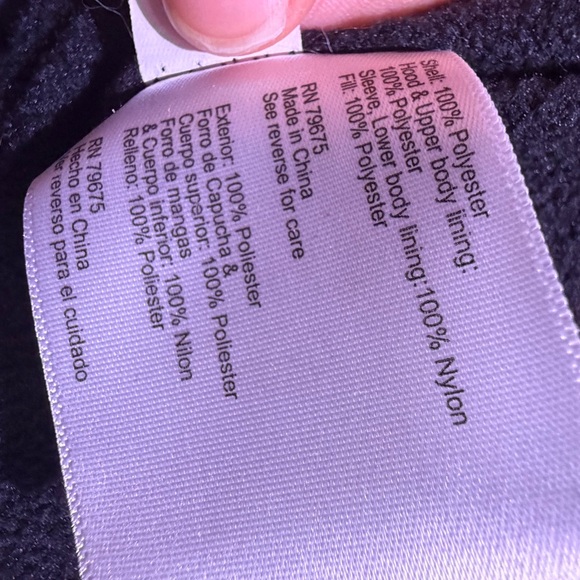 Shell: 100% Polyester
Hood & Upper body lining:
100% Polyester
Sleeve, Lower body lining:100% Nylon
Fill: 100% Polyester
RN 79675
Made in China
See reverse for care
Exterior: 100% Poliester
Forro de Capucha &
Cuerpo superior: 100% Poliester
Forro de mangas
& Cuerpo inferior: 100% Nilon
Relleno: 100% Poliester
RN 79675
Hecho en China
reverso para el cuidado